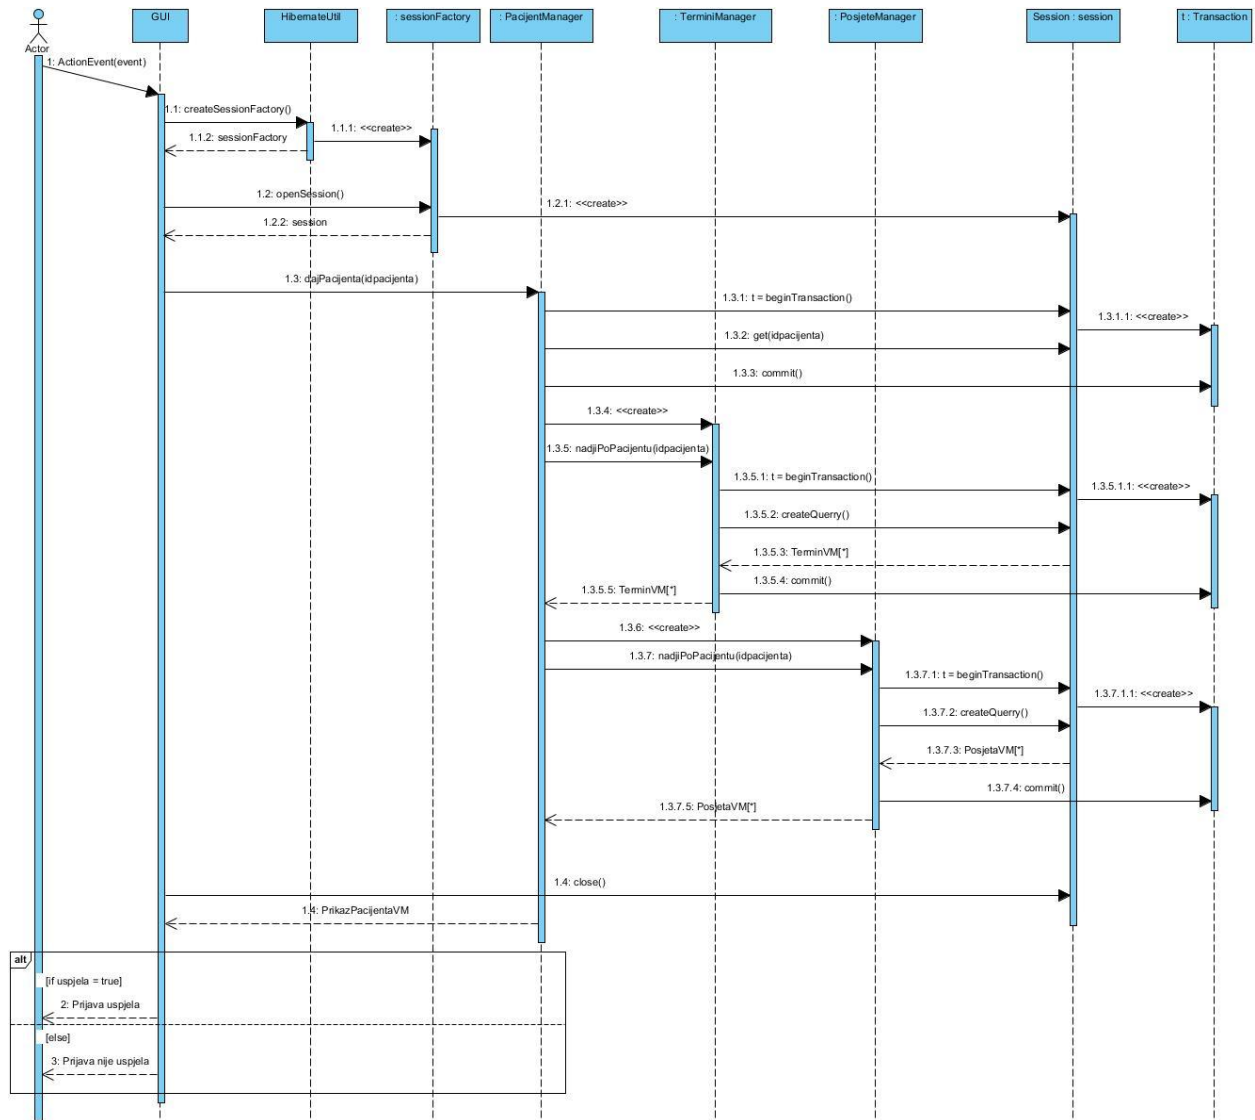 GUI
HibernateUtil
: sessionFactory
: PacijentManager
: TerminiManager
: PosjeteManager
Session : session
t : Transaction
Actor
1: ActionEvent(event)
1.1: createSessionFactory()
1.1.1: <<create>>
1.1.2: sessionFactory
1.2: openSession()
1.2.1: <<create>>
1.2.2: session
1.3: dajPacijenta(idpacijenta)
1.3.1: t = beginTransaction()
1.3.1.1: <<create>>
1.3.2: get(idpacijenta)
1.3.3: commit()
1.3.4: <<create>>
1.3.5: nadjiPoPacijentu(idpacijenta)
1.3.5.1: t = beginTransaction()
1.3.5.1.1: <<create>>
1.3.5.2: createQuerry()
1.3.5.3: TerminVM[*]
1.3.5.4: commit()
1.3.5.5: TerminVM[*]
1.3.6: <<create>>
1.3.7: nadjiPoPacijentu(idpacijenta)
1.3.7.1: t = beginTransaction()
1.3.7.1.1: <<create>>
1.3.7.2: createQuerry()
1.3.7.3: PosjetaVM[*]
1.3.7.4: commit()
1.3.7.5: PosjetaVM[*]
1.4: close()
1.4: PrikazPacijentaVM
alt
[if uspjela = true]
2: Prijava uspjela
[else]
3: Prijava nije uspjela